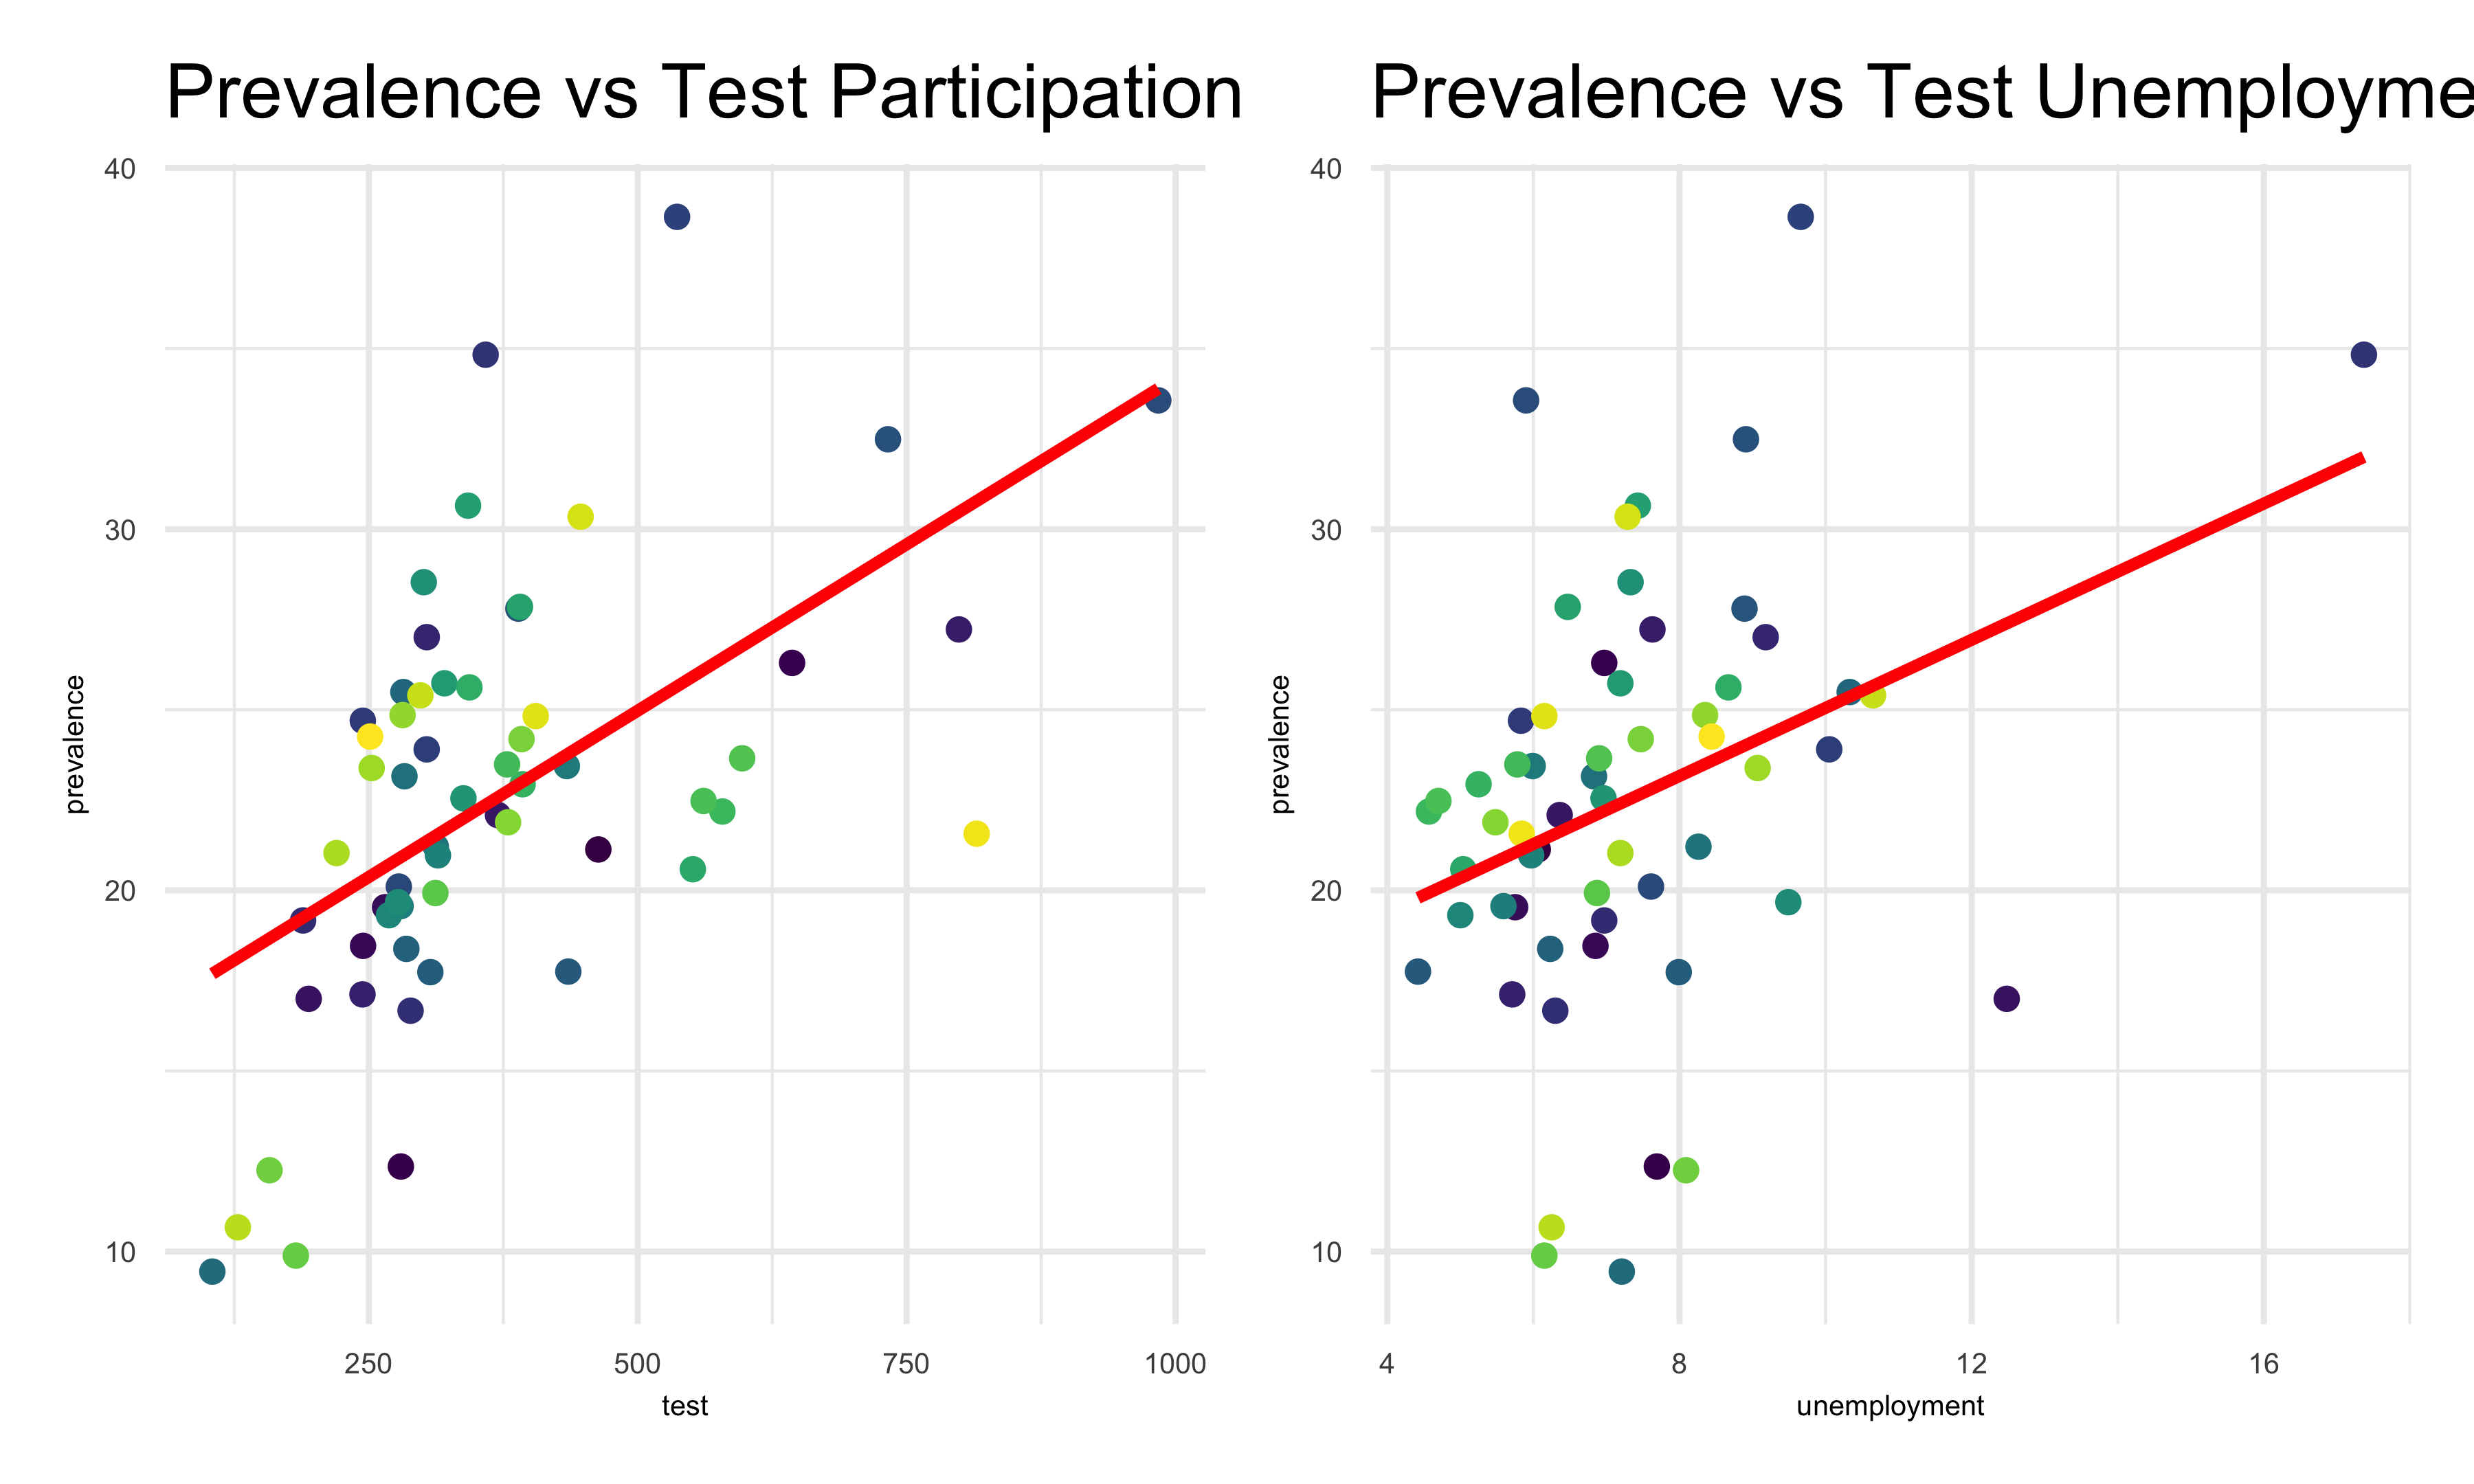 Prevalence vs Test Participation
Prevalence vs Test Unemployme
40
30
20
10
prevalence
250 500 750 1000
test
40
30
20
10
prevalence
4 8 12 16
unemployment